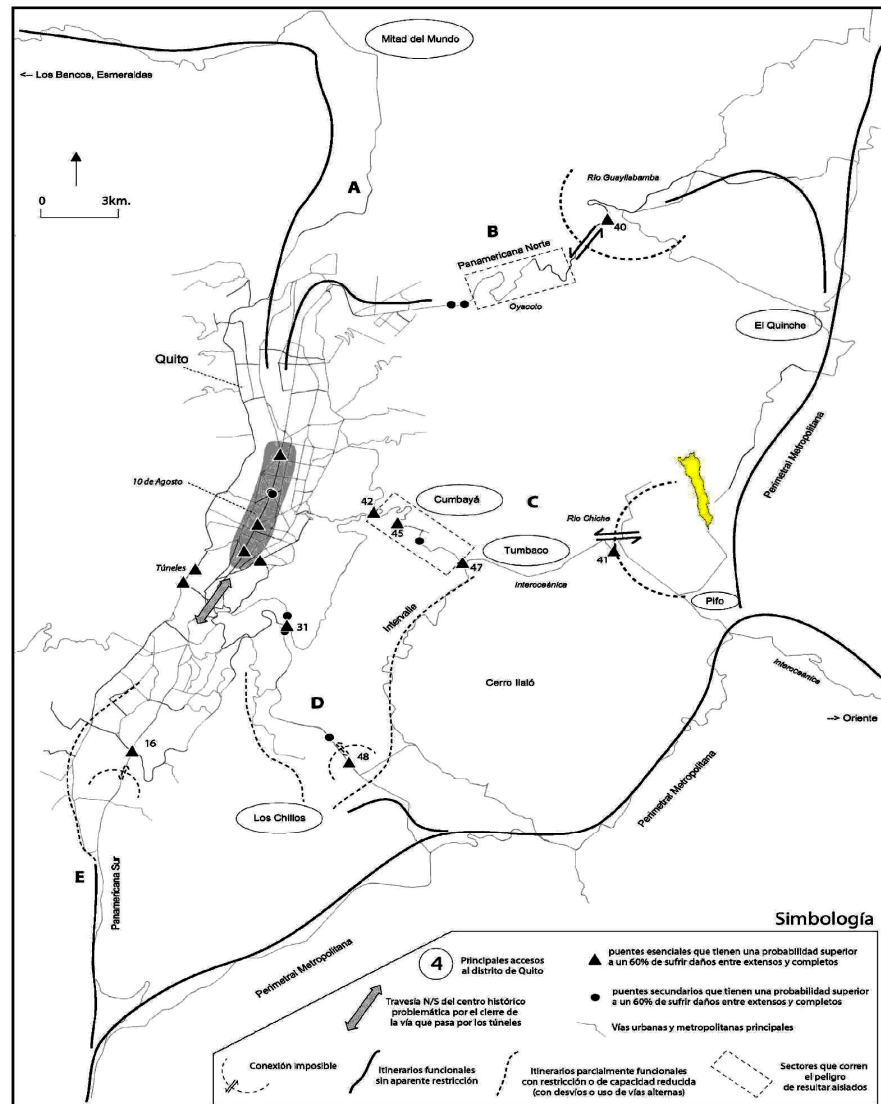 Mitad del Mundo
<-- Los Bancos, Esmeraldas
0 3km.
A
Río Guayllabamba
40
B
Panamericana Norte
Oyacoto
El Quinche
Quito
Perimetral Metropolitana
10 de Agosto
42
Cumbayá
45
C
Río Chiche
Tumbaco
47
41
Túneles
Interoceánica
Pifo
31
Intervalle
Cerro Ilaló
Interoceánica
--> Oriente
D
16
48
Los Chillos
Perimetral Metropolitana
E
Panamericana Sur
Perimetral Metropolitana
Simbología
4
Principales accesos
al distrito de Quito
puentes esenciales que tienen una probabilidad superior
a un 60% de sufrir daños entre extensos y completos
Travesía N/S del centro histórico
problemática por el cierre de
la vía que pasa por los túneles
puentes secundarios que tienen una probabilidad superior
a un 60% de sufrir daños entre extensos y completos
Vías urbanas y metropolitanas principales
Conexión imposible
Itinerarios funcionales
sin aparente restricción
Itinerarios parcialmente funcionales
con restricción o de capacidad reducida
(con desvíos o uso de vías alternas)
Sectores que corren
el peligro
de resultar aislados